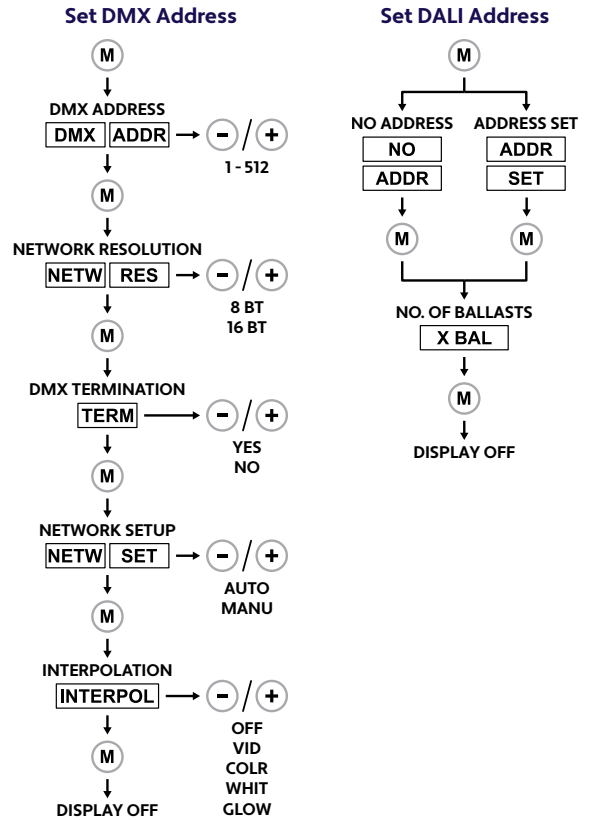 Set DMX Address
M
DMX ADDRESS
DMX ADDR - / +
1 - 512
M
NETWORK RESOLUTION
NETW RES - / +
8 BT
16 BT
M
DMX TERMINATION
TERM - / +
YES
NO
M
NETWORK SETUP
NETW SET - / +
AUTO
MANU
M
INTERPOLATION
INTERPOL - / +
OFF
VID
COLR
WHIT
GLOW
M
DISPLAY OFF
Set DALI Address
M
NO ADDRESS
NO
ADDR
M
ADDRESS SET
ADDR
SET
M
NO. OF BALLASTS
X BAL
M
DISPLAY OFF